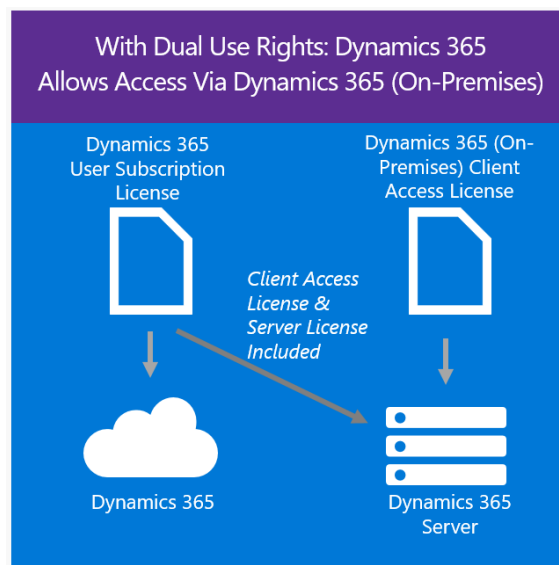 With Dual Use Rights: Dynamics 365
Allows Access Via Dynamics 365 (On-Premises)
Dynamics 365
User Subscription
License
Dynamics 365 (On-
Premises) Client
Access License
Client Access
License &
Server License
Included
Dynamics 365
Dynamics 365
Server